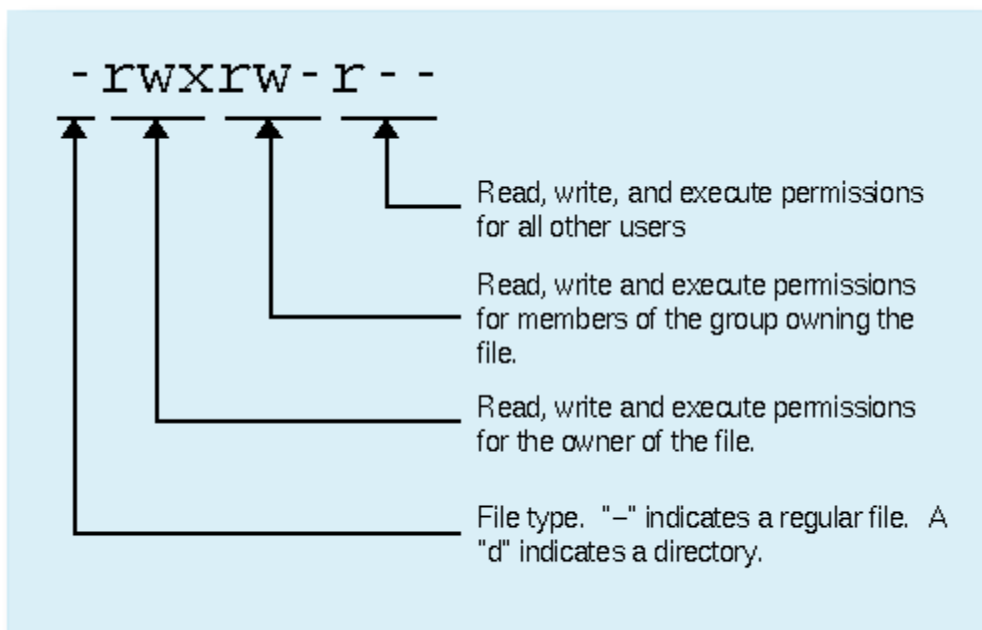 -rwxrw-r--
Read, write, and execute permissions
for all other users
Read, write and execute permissions
for members of the group owning the
file.
Read, write and execute permissions
for the owner of the file.
File type. "–" indicates a regular file. A
"d" indicates a directory.